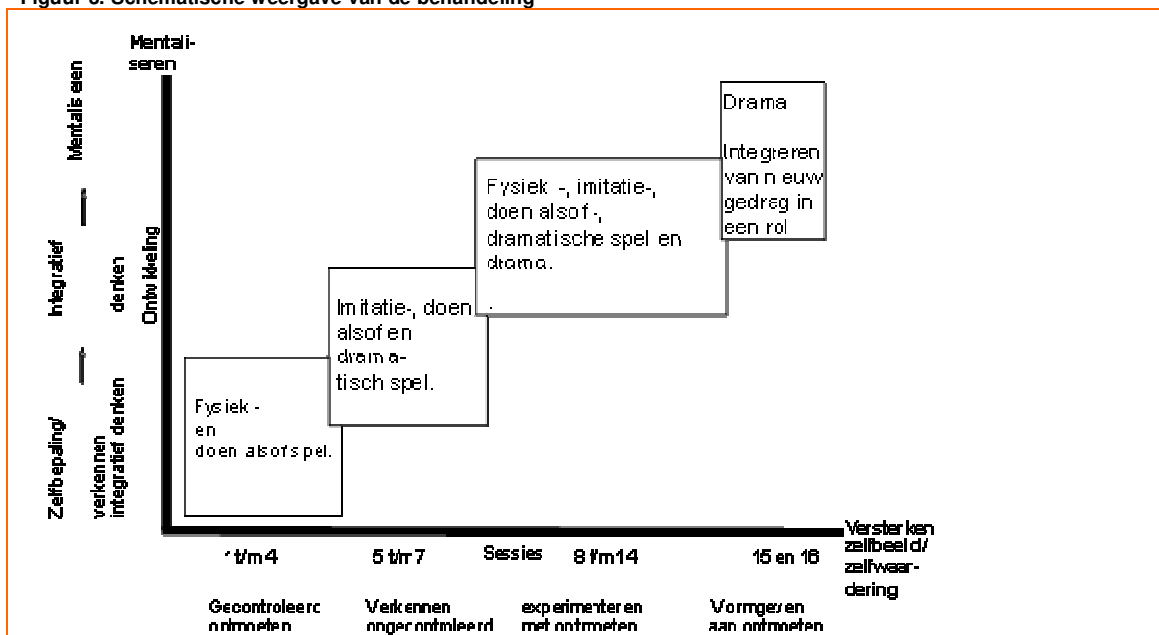 Figuur 3. Schematische weergave van de behandeling
Mentali-
seren
Mentaliseren
Integratief
denken
Ontwikkeling
Zelfbepaling/
verkennen
integratief denken
Drama
Integreren
van nieuw
gedrag in
een rol
Fysiek -, imitatie-,
doen alsof-,
dramatische spel en
drama.
Imitatie-, doen
alsof en
drama-
tisch spel.
Fysiek -
en
doen alsof spel.
1 t/m 4
5 t/m 7
Sessies
8 t/m 14
15 en 16
Versterken
zelfbeeld/
zelfwaar-
dering
Gecontroleerd
ontmoeten
Verkennen
ongecontroleerd
experimenteren
met ontmoeten
Vormgeven
aan ontmoeten